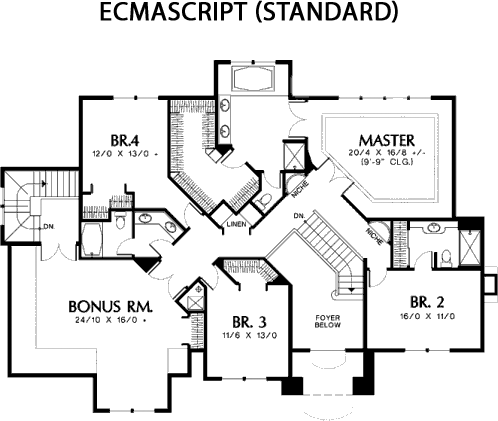 ECMASCRIPT (STANDARD)
BR.4
12/0 X 13/0 +
MASTER
20/4 X 16/8 +/-
(9'-9" CLG.)
NICHE
DN.
LINEN
DN.
NICHE
BONUS RM.
24/10 X 16/0 +
BR. 3
11/6 X 13/0
FOYER
BELOW
BR. 2
16/0 X 11/0